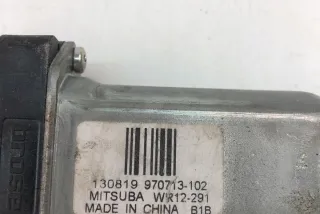 130819 970713-102
MITSUBA WR12-291
MADE IN CHINA B1B